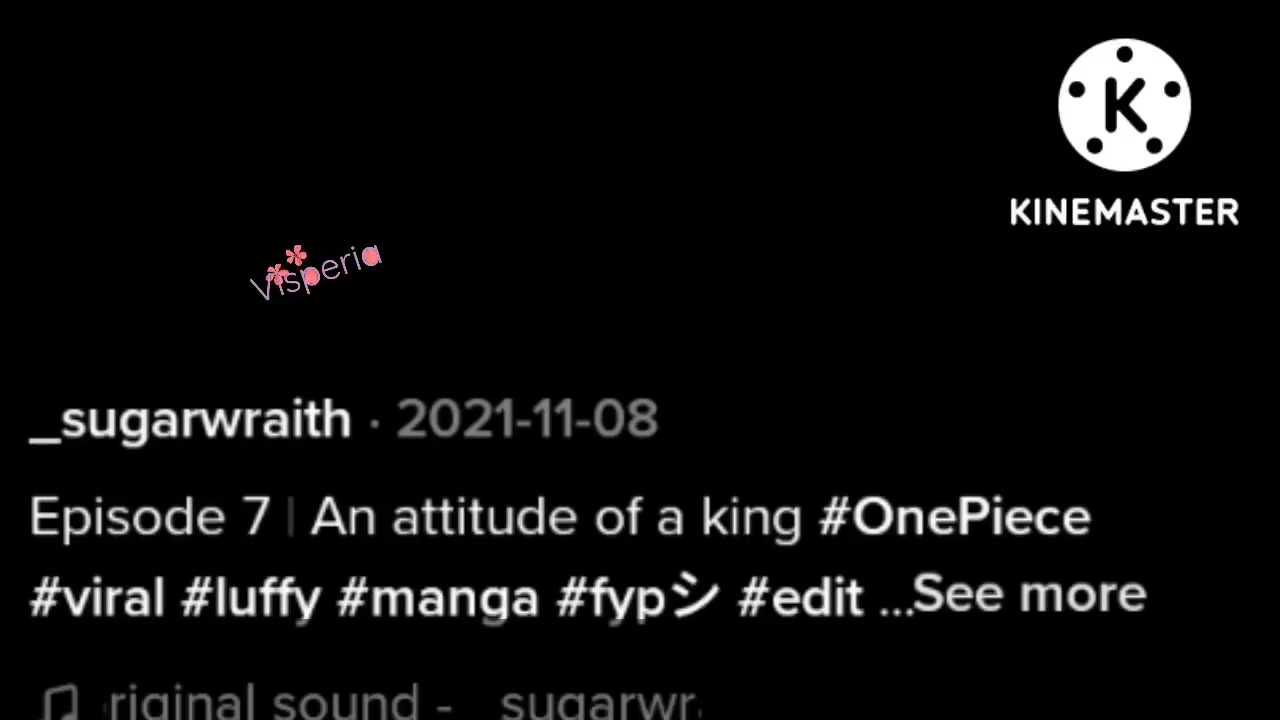 K
KINEMASTER
Visperia
_sugarwraith · 2021-11-08
Episode 7 | An attitude of a king #OnePiece
#viral #luffy #manga #fypシ #edit ...See more
riginal sound - _sugarwr